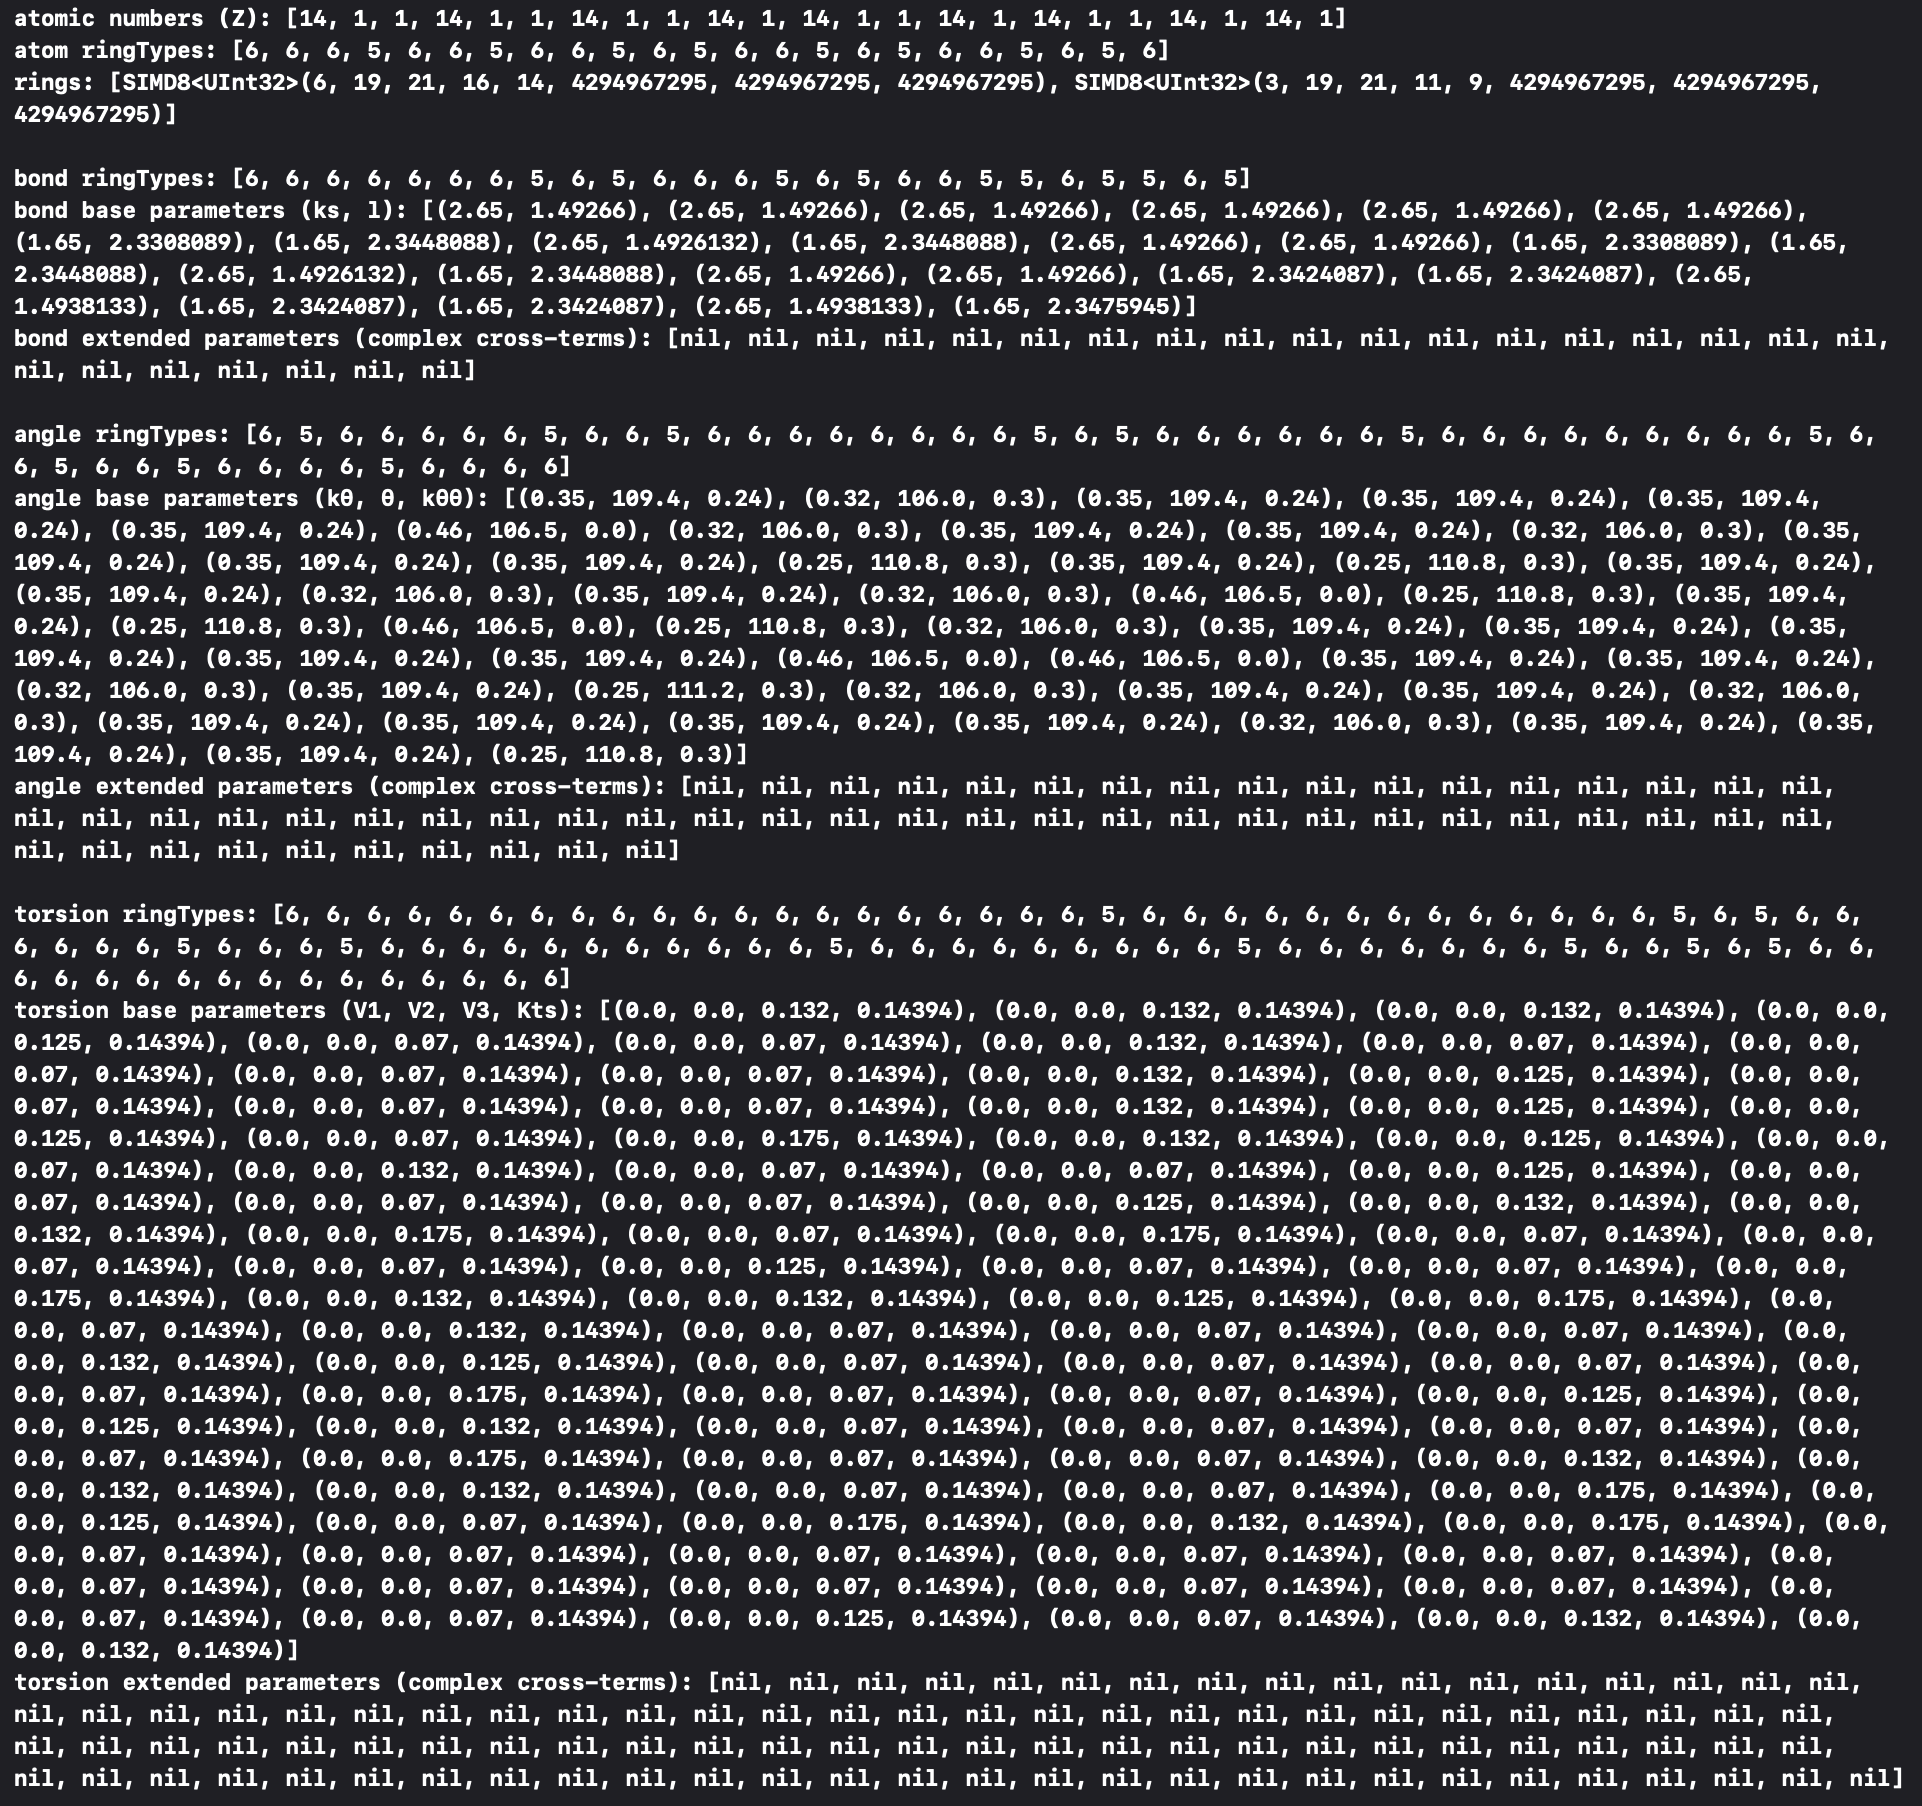 atomic numbers (Z): [14, 1, 1, 14, 1, 1, 14, 1, 1, 14, 1, 14, 1, 1, 14, 1, 14, 1, 1, 14, 1, 14, 1]
atom ringTypes: [6, 6, 6, 5, 6, 6, 5, 6, 6, 5, 6, 5, 6, 6, 5, 6, 5, 6, 6, 5, 6, 5, 6]
rings: [SIMD8<UInt32>(6, 19, 21, 16, 14, 4294967295, 4294967295, 4294967295), SIMD8<UInt32>(3, 19, 21, 11, 9, 4294967295, 4294967295,
4294967295)]

bond ringTypes: [6, 6, 6, 6, 6, 6, 6, 5, 6, 5, 6, 6, 6, 5, 6, 5, 6, 6, 5, 5, 6, 5, 5, 6, 5]
bond base parameters (ks, l): [(2.65, 1.49266), (2.65, 1.49266), (2.65, 1.49266), (2.65, 1.49266), (2.65, 1.49266), (2.65, 1.49266),
(1.65, 2.3308089), (1.65, 2.3448088), (2.65, 1.4926132), (1.65, 2.3448088), (2.65, 1.49266), (2.65, 1.49266), (1.65, 2.3308089), (1.65,
2.3448088), (2.65, 1.4926132), (1.65, 2.3448088), (2.65, 1.49266), (2.65, 1.49266), (1.65, 2.3424087), (1.65, 2.3424087), (2.65,
1.4938133), (1.65, 2.3424087), (1.65, 2.3424087), (2.65, 1.4938133), (1.65, 2.3475945)]
bond extended parameters (complex cross-terms): [nil, nil, nil, nil, nil, nil, nil, nil, nil, nil, nil, nil, nil, nil, nil, nil, nil, nil,
nil, nil, nil, nil, nil, nil, nil]

angle ringTypes: [6, 5, 6, 6, 6, 6, 6, 5, 6, 6, 5, 6, 6, 6, 6, 6, 6, 6, 6, 5, 6, 5, 6, 6, 6, 6, 6, 6, 5, 6, 6, 6, 6, 6, 6, 6, 6, 6, 5, 6,
6, 5, 6, 6, 5, 6, 6, 6, 6, 5, 6, 6, 6, 6]
angle base parameters (kθ, θ, kθθ): [(0.35, 109.4, 0.24), (0.32, 106.0, 0.3), (0.35, 109.4, 0.24), (0.35, 109.4, 0.24), (0.35, 109.4,
0.24), (0.35, 109.4, 0.24), (0.46, 106.5, 0.0), (0.32, 106.0, 0.3), (0.35, 109.4, 0.24), (0.35, 109.4, 0.24), (0.32, 106.0, 0.3), (0.35,
109.4, 0.24), (0.35, 109.4, 0.24), (0.35, 109.4, 0.24), (0.25, 110.8, 0.3), (0.35, 109.4, 0.24), (0.25, 110.8, 0.3), (0.35, 109.4, 0.24),
(0.35, 109.4, 0.24), (0.32, 106.0, 0.3), (0.35, 109.4, 0.24), (0.32, 106.0, 0.3), (0.46, 106.5, 0.0), (0.25, 110.8, 0.3), (0.35, 109.4,
0.24), (0.25, 110.8, 0.3), (0.46, 106.5, 0.0), (0.25, 110.8, 0.3), (0.32, 106.0, 0.3), (0.35, 109.4, 0.24), (0.35, 109.4, 0.24), (0.35,
109.4, 0.24), (0.35, 109.4, 0.24), (0.35, 109.4, 0.24), (0.46, 106.5, 0.0), (0.46, 106.5, 0.0), (0.35, 109.4, 0.24), (0.35, 109.4, 0.24),
(0.32, 106.0, 0.3), (0.35, 109.4, 0.24), (0.25, 111.2, 0.3), (0.32, 106.0, 0.3), (0.35, 109.4, 0.24), (0.35, 109.4, 0.24), (0.32, 106.0,
0.3), (0.35, 109.4, 0.24), (0.35, 109.4, 0.24), (0.35, 109.4, 0.24), (0.35, 109.4, 0.24), (0.32, 106.0, 0.3), (0.35, 109.4, 0.24), (0.35,
109.4, 0.24), (0.35, 109.4, 0.24), (0.25, 110.8, 0.3)]
angle extended parameters (complex cross-terms): [nil, nil, nil, nil, nil, nil, nil, nil, nil, nil, nil, nil, nil, nil, nil, nil, nil,
nil, nil, nil, nil, nil, nil, nil, nil, nil, nil, nil, nil, nil, nil, nil, nil, nil, nil, nil, nil, nil, nil, nil, nil, nil, nil, nil,
nil, nil, nil, nil, nil, nil, nil, nil, nil, nil]

torsion ringTypes: [6, 6, 6, 6, 6, 6, 6, 6, 6, 6, 6, 6, 6, 6, 6, 6, 6, 6, 6, 6, 5, 6, 6, 6, 6, 6, 6, 6, 6, 6, 6, 6, 6, 6, 5, 6, 5, 6, 6,
6, 6, 6, 6, 5, 6, 6, 6, 5, 6, 6, 6, 6, 6, 6, 6, 6, 6, 6, 6, 5, 6, 6, 6, 6, 6, 6, 6, 6, 6, 5, 6, 6, 6, 6, 6, 6, 6, 5, 6, 6, 5, 6, 5, 6, 6,
6, 6, 6, 6, 6, 6, 6, 6, 6, 6, 6, 6, 6, 6]
torsion base parameters (V1, V2, V3, Kts): [(0.0, 0.0, 0.132, 0.14394), (0.0, 0.0, 0.132, 0.14394), (0.0, 0.0, 0.132, 0.14394), (0.0, 0.0,
0.125, 0.14394), (0.0, 0.0, 0.07, 0.14394), (0.0, 0.0, 0.07, 0.14394), (0.0, 0.0, 0.132, 0.14394), (0.0, 0.0, 0.07, 0.14394), (0.0, 0.0,
0.07, 0.14394), (0.0, 0.0, 0.07, 0.14394), (0.0, 0.0, 0.07, 0.14394), (0.0, 0.0, 0.132, 0.14394), (0.0, 0.0, 0.125, 0.14394), (0.0, 0.0,
0.07, 0.14394), (0.0, 0.0, 0.07, 0.14394), (0.0, 0.0, 0.07, 0.14394), (0.0, 0.0, 0.132, 0.14394), (0.0, 0.0, 0.125, 0.14394), (0.0, 0.0,
0.125, 0.14394), (0.0, 0.0, 0.07, 0.14394), (0.0, 0.0, 0.175, 0.14394), (0.0, 0.0, 0.132, 0.14394), (0.0, 0.0, 0.125, 0.14394), (0.0, 0.0,
0.07, 0.14394), (0.0, 0.0, 0.132, 0.14394), (0.0, 0.0, 0.07, 0.14394), (0.0, 0.0, 0.07, 0.14394), (0.0, 0.0, 0.125, 0.14394), (0.0, 0.0,
0.07, 0.14394), (0.0, 0.0, 0.07, 0.14394), (0.0, 0.0, 0.07, 0.14394), (0.0, 0.0, 0.125, 0.14394), (0.0, 0.0, 0.132, 0.14394), (0.0, 0.0,
0.132, 0.14394), (0.0, 0.0, 0.175, 0.14394), (0.0, 0.0, 0.07, 0.14394), (0.0, 0.0, 0.175, 0.14394), (0.0, 0.0, 0.07, 0.14394), (0.0, 0.0,
0.07, 0.14394), (0.0, 0.0, 0.07, 0.14394), (0.0, 0.0, 0.125, 0.14394), (0.0, 0.0, 0.07, 0.14394), (0.0, 0.0, 0.07, 0.14394), (0.0, 0.0,
0.175, 0.14394), (0.0, 0.0, 0.132, 0.14394), (0.0, 0.0, 0.132, 0.14394), (0.0, 0.0, 0.125, 0.14394), (0.0, 0.0, 0.175, 0.14394), (0.0,
0.0, 0.07, 0.14394), (0.0, 0.0, 0.132, 0.14394), (0.0, 0.0, 0.07, 0.14394), (0.0, 0.0, 0.07, 0.14394), (0.0, 0.0, 0.07, 0.14394), (0.0,
0.0, 0.132, 0.14394), (0.0, 0.0, 0.125, 0.14394), (0.0, 0.0, 0.07, 0.14394), (0.0, 0.0, 0.07, 0.14394), (0.0, 0.0, 0.07, 0.14394), (0.0,
0.0, 0.07, 0.14394), (0.0, 0.0, 0.175, 0.14394), (0.0, 0.0, 0.07, 0.14394), (0.0, 0.0, 0.07, 0.14394), (0.0, 0.0, 0.125, 0.14394), (0.0,
0.0, 0.125, 0.14394), (0.0, 0.0, 0.132, 0.14394), (0.0, 0.0, 0.07, 0.14394), (0.0, 0.0, 0.07, 0.14394), (0.0, 0.0, 0.07, 0.14394), (0.0,
0.0, 0.07, 0.14394), (0.0, 0.0, 0.175, 0.14394), (0.0, 0.0, 0.07, 0.14394), (0.0, 0.0, 0.07, 0.14394), (0.0, 0.0, 0.132, 0.14394), (0.0,
0.0, 0.132, 0.14394), (0.0, 0.0, 0.132, 0.14394), (0.0, 0.0, 0.07, 0.14394), (0.0, 0.0, 0.07, 0.14394), (0.0, 0.0, 0.175, 0.14394), (0.0,
0.0, 0.125, 0.14394), (0.0, 0.0, 0.07, 0.14394), (0.0, 0.0, 0.175, 0.14394), (0.0, 0.0, 0.132, 0.14394), (0.0, 0.0, 0.175, 0.14394), (0.0,
0.0, 0.07, 0.14394), (0.0, 0.0, 0.07, 0.14394), (0.0, 0.0, 0.07, 0.14394), (0.0, 0.0, 0.07, 0.14394), (0.0, 0.0, 0.07, 0.14394), (0.0,
0.0, 0.07, 0.14394), (0.0, 0.0, 0.07, 0.14394), (0.0, 0.0, 0.07, 0.14394), (0.0, 0.0, 0.07, 0.14394), (0.0, 0.0, 0.07, 0.14394), (0.0,
0.0, 0.07, 0.14394), (0.0, 0.0, 0.07, 0.14394), (0.0, 0.0, 0.125, 0.14394), (0.0, 0.0, 0.07, 0.14394), (0.0, 0.0, 0.132, 0.14394), (0.0,
0.0, 0.132, 0.14394)]
torsion extended parameters (complex cross-terms): [nil, nil, nil, nil, nil, nil, nil, nil, nil, nil, nil, nil, nil, nil, nil, nil, nil,
nil, nil, nil, nil, nil, nil, nil, nil, nil, nil, nil, nil, nil, nil, nil, nil, nil, nil, nil, nil, nil, nil, nil, nil, nil, nil, nil,
nil, nil, nil, nil, nil, nil, nil, nil, nil, nil, nil, nil, nil, nil, nil, nil, nil, nil, nil, nil, nil, nil, nil, nil, nil, nil, nil,
nil, nil, nil, nil, nil, nil, nil, nil, nil, nil, nil, nil, nil, nil, nil, nil, nil, nil, nil, nil, nil, nil, nil, nil, nil, nil, nil, nil]